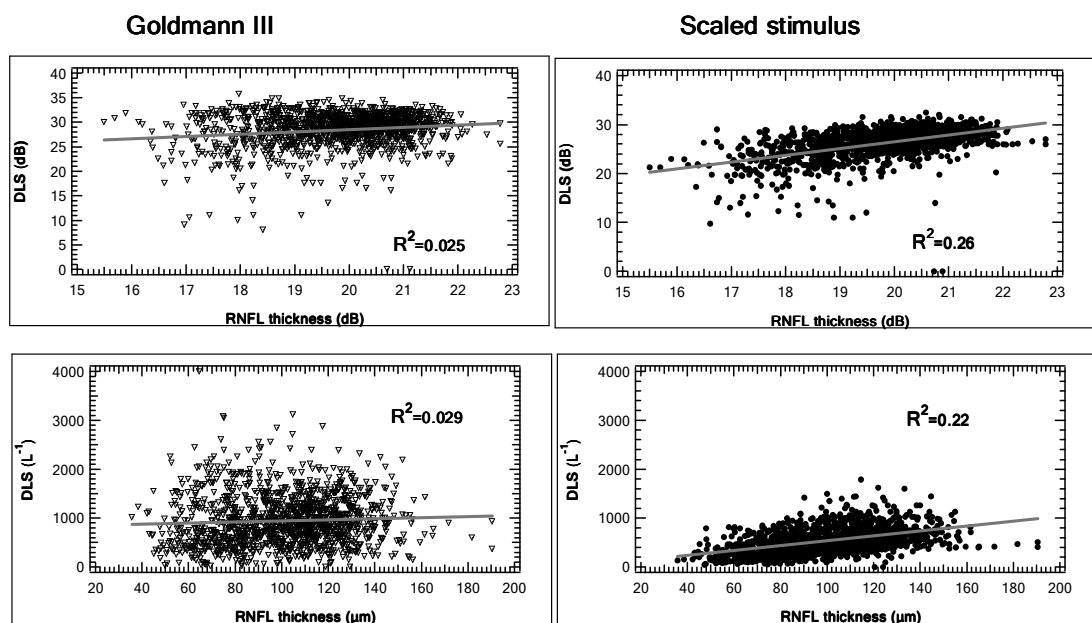 Goldmann III
Scaled stimulus
40
35
30
25
20
15
10
5
0
DLS (dB)
R²=0.025
15 16 17 18 19 20 21 22 23
RNFL thickness (dB)
40
30
20
10
0
DLS (dB)
R²=0.26
15 16 17 18 19 20 21 22 23
RNFL thickness (dB)
4000
3000
2000
1000
0
DLS (L⁻¹)
R²=0.029
20 40 60 80 100 120 140 160 180 200
RNFL thickness (µm)
4000
3000
2000
1000
0
DLS (L⁻¹)
R²=0.22
20 40 60 80 100 120 140 160 180 200
RNFL thickness (µm)